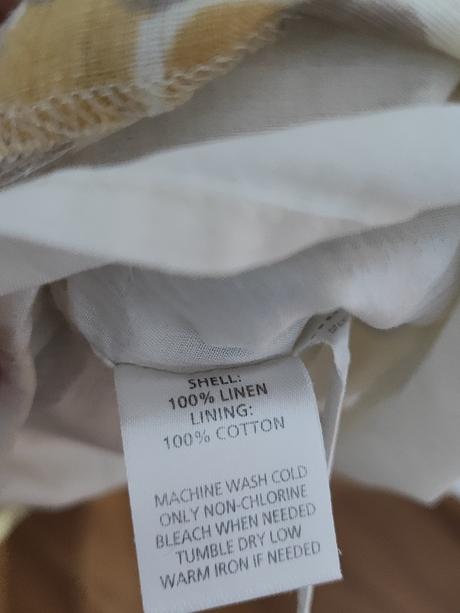 SHELL:
100% LINEN
LINING:
100% COTTON
MACHINE WASH COLD
ONLY NON-CHLORINE
BLEACH WHEN NEEDED
TUMBLE DRY LOW
WARM IRON IF NEEDED